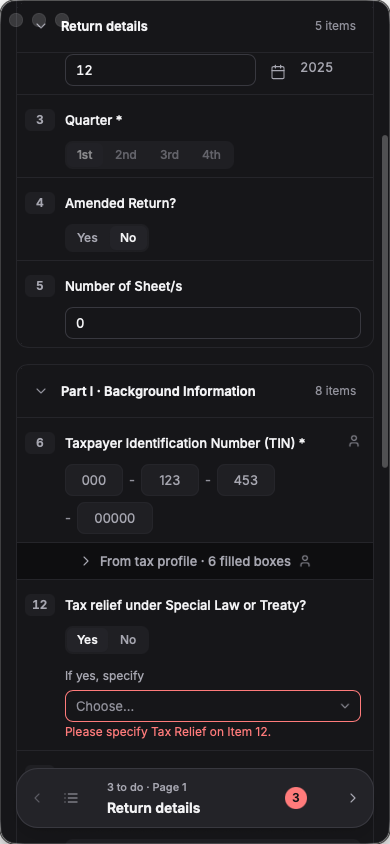 Return details 5 items
12 2025
3 Quarter *
1st 2nd 3rd 4th
4 Amended Return?
Yes No
5 Number of Sheet/s
0
Part I · Background Information 8 items
6 Taxpayer Identification Number (TIN) *
000 - 123 - 453
- 00000
From tax profile · 6 filled boxes
12 Tax relief under Special Law or Treaty?
Yes No
If yes, specify
Choose...
Please specify Tax Relief on Item 12.
3 to do · Page 1
Return details 3